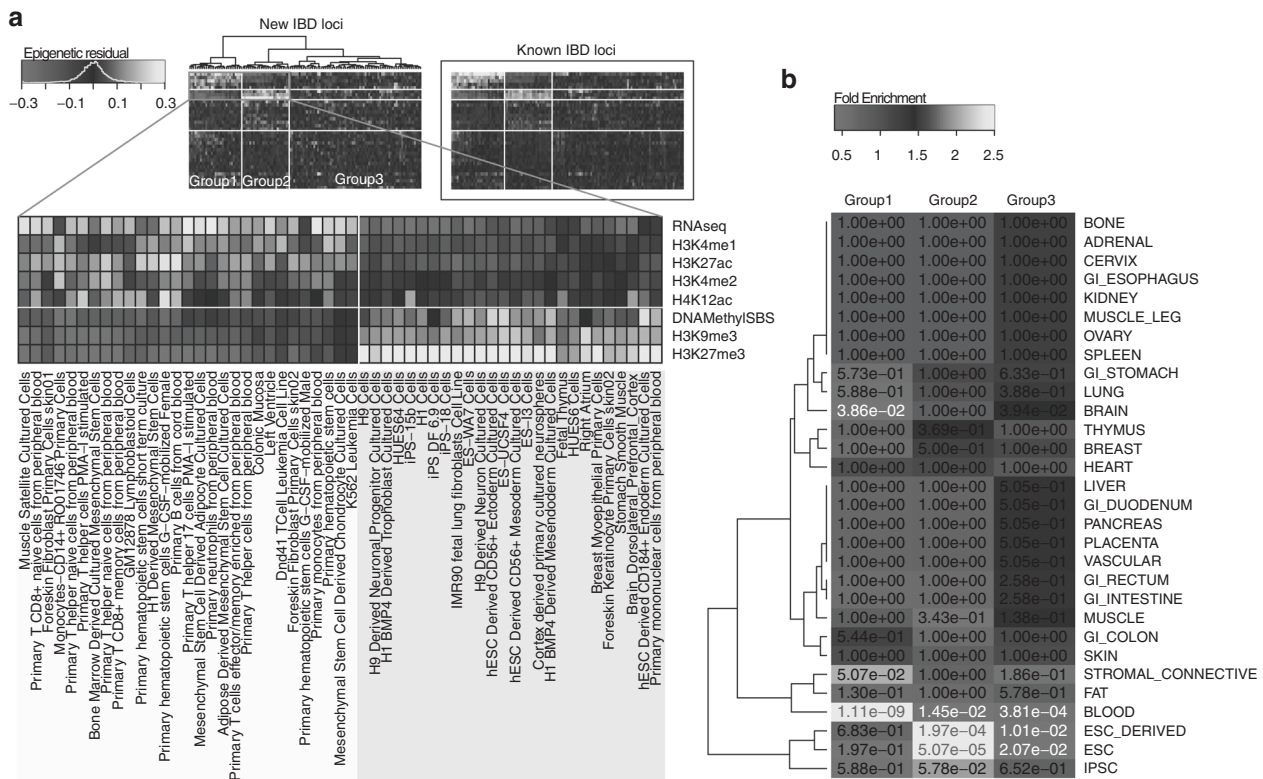 a
New IBD loci
Epigenetic residual
−0.3 −0.1 0.1 0.3
Known IBD loci
Group1 Group2 Group3
RNAseq
H3K4me1
H3K27ac
H3K4me2
H4K12ac
DNAMethylSBS
H3K9me3
H3K27me3
Muscle Satellite Cultured Cells
Primary T CD8+ naive cells from peripheral blood
Foreskin Fibroblast Primary Cells skin01
Monocytes−CD14+ RO01746 Primary Cells
Primary T helper naive cells from peripheral blood
Primary T helper cells PMA−I stimulated
Bone Marrow Derived Cultured Mesenchymal Stem Cells
Primary T helper naive cells from peripheral blood
Primary T CD8+ memory cells from peripheral blood
GM12878 Lymphoblastoid Cells
Primary hematopoietic stem cells short term culture
H1 Derived Mesenchymal Stem Cells
Primary hematopoietic stem cells G−CSF−mobilized Female
Primary B cells from cord blood
Primary T helper 17 cells PMA−I stimulated
Mesenchymal Stem Cell Derived Adipocyte Cultured Cells
Primary neutrophils from peripheral blood
Adipose Derived Mesenchymal Stem Cell Cultured Cells
Primary T cells effector/memory enriched from peripheral blood
Primary T helper cells from peripheral blood
Colonic Mucosa
Left Ventricle
Dnd41 TCell Leukemia Cell Line
Foreskin Fibroblast Primary Cells skin02
Primary hematopoietic stem cells G−CSF−mobilized Male
Primary monocytes from peripheral blood
Primary hematopoietic stem cells
Mesenchymal Stem Cell Derived Chondrocyte Cultured Cells
K562 Leukemia Cells
H9 Cells
H9 Derived Neuronal Progenitor Cultured Cells
H1 BMP4 Derived Trophoblast Cultured Cells
HUES64 Cells
iPS−15b Cells
H1 Cells
iPS DF 6.9 Cells
iPS−18 Cells
IMR90 fetal lung fibroblasts Cell Line
ES−WA7 Cells
H9 Derived Neuron Cultured Cells
hESC Derived CD56+ Ectoderm Cultured Cells
ES−UCSF4 Cells
hESC Derived CD56+ Mesoderm Cultured Cells
ES−I3 Cells
Cortex derived primary cultured neurospheres
H1 BMP4 Derived Mesendoderm Cultured Cells
Fetal Thymus
HUES6 Cells
Right Atrium
Breast Myoepithelial Primary Cells
Foreskin Keratinocyte Primary Cells skin02
Stomach Smooth Muscle
Brain Dorsolateral Prefrontal Cortex
hESC Derived CD184+ Endoderm Cultured Cells
Primary mononuclear cells from peripheral blood
b
Fold Enrichment
0.5 1 1.5 2 2.5
Group1 Group2 Group3
1.00e+00 1.00e+00 1.00e+00 BONE
1.00e+00 1.00e+00 1.00e+00 ADRENAL
1.00e+00 1.00e+00 1.00e+00 CERVIX
1.00e+00 1.00e+00 1.00e+00 GI_ESOPHAGUS
1.00e+00 1.00e+00 1.00e+00 KIDNEY
1.00e+00 1.00e+00 1.00e+00 MUSCLE_LEG
1.00e+00 1.00e+00 1.00e+00 OVARY
1.00e+00 1.00e+00 1.00e+00 SPLEEN
5.73e−01 1.00e+00 6.33e−01 GI_STOMACH
5.88e−01 1.00e+00 3.88e−01 LUNG
3.86e−02 1.00e+00 3.94e−02 BRAIN
1.00e+00 3.69e−01 1.00e+00 THYMUS
1.00e+00 5.00e−01 1.00e+00 BREAST
1.00e+00 1.00e+00 1.00e+00 HEART
1.00e+00 1.00e+00 5.05e−01 LIVER
1.00e+00 1.00e+00 5.05e−01 GI_DUODENUM
1.00e+00 1.00e+00 5.05e−01 PANCREAS
1.00e+00 1.00e+00 5.05e−01 PLACENTA
1.00e+00 1.00e+00 5.05e−01 VASCULAR
1.00e+00 1.00e+00 2.58e−01 GI_RECTUM
1.00e+00 1.00e+00 2.58e−01 GI_INTESTINE
1.00e+00 3.43e−01 1.38e−01 MUSCLE
5.44e−01 1.00e+00 1.00e+00 GI_COLON
1.00e+00 1.00e+00 1.00e+00 SKIN
5.07e−02 1.00e+00 1.86e−01 STROMAL_CONNECTIVE
1.30e−01 1.00e+00 5.78e−01 FAT
1.11e−09 1.45e−02 3.81e−04 BLOOD
6.83e−01 1.97e−04 1.01e−02 ESC_DERIVED
1.97e−01 5.07e−05 2.07e−02 ESC
5.88e−01 5.78e−02 6.52e−01 IPSC